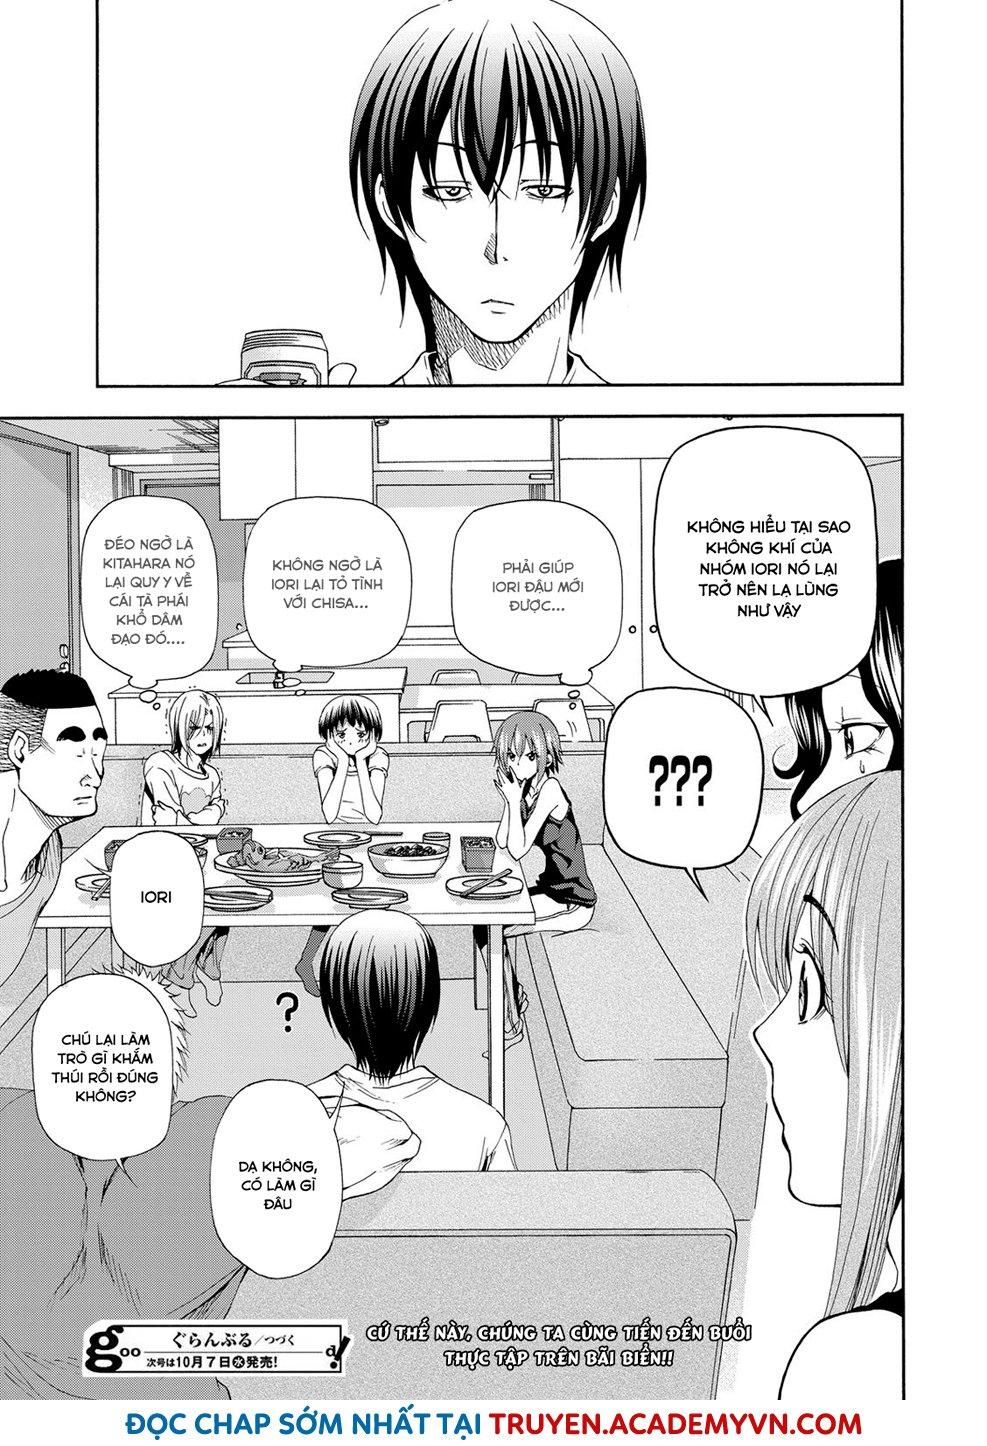 KHÔNG HIỂU TẠI SAO
KHÔNG KHÍ CỦA
NHÓM IORI NÓ LẠI
TRỞ NÊN LẠ LÙNG
NHƯ VẬY
???
PHẢI GIÚP
IORI ĐẬU MỚI
ĐƯỢC...
KHÔNG NGỜ LÀ
IORI LẠI TỎ TÌNH
VỚI CHISA...
ĐÉO NGỜ LÀ
KITAHARA NÓ
LẠI QUY Y VỀ
CÁI TÀ PHÁI
KHỔ DÂM
ĐẠO ĐÓ....
IORI
?
CHÚ LẠI LÀM
TRÒ GÌ KHẮM
THÚI RỒI ĐÚNG
KHÔNG?
DẠ KHÔNG,
CÓ LÀM GÌ
ĐÂU
good!
ぐらんぶる／つづく
次号は10月7日㊌発売!
CỨ THẾ NÀY, CHÚNG TA CÙNG TIẾN ĐẾN BUỔI
THỰC TẬP TRÊN BÃI BIỂN!!
ĐỌC CHAP SỚM NHẤT TẠI TRUYEN.ACADEMYVN.COM